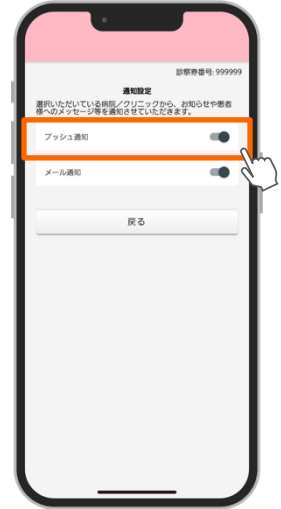 診察券番号: 999999
通知設定
選択いただいている病院／クリニックから、お知らせや患者
様へのメッセージ等を通知させていただきます。
プッシュ通知
メール通知
戻る